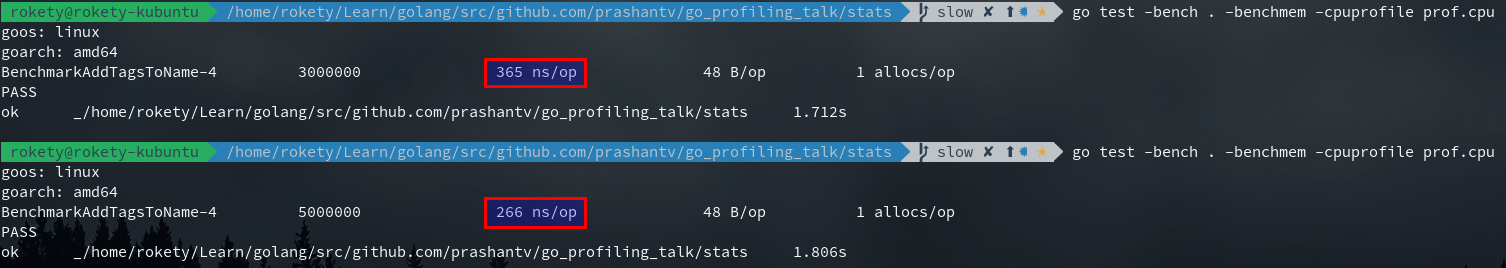 rokety@rokety-kubuntu /home/rokety/Learn/golang/src/github.com/prashantv/go_profiling_talk/stats slow ✘ ⬆ ✹ ★ go test -bench . -benchmem -cpuprofile prof.cpu
goos: linux
goarch: amd64
BenchmarkAddTagsToName-4 3000000 365 ns/op 48 B/op 1 allocs/op
PASS
ok _/home/rokety/Learn/golang/src/github.com/prashantv/go_profiling_talk/stats 1.712s
rokety@rokety-kubuntu /home/rokety/Learn/golang/src/github.com/prashantv/go_profiling_talk/stats slow ✘ ⬆ ✹ ★ go test -bench . -benchmem -cpuprofile prof.cpu
goos: linux
goarch: amd64
BenchmarkAddTagsToName-4 5000000 266 ns/op 48 B/op 1 allocs/op
PASS
ok _/home/rokety/Learn/golang/src/github.com/prashantv/go_profiling_talk/stats 1.806s